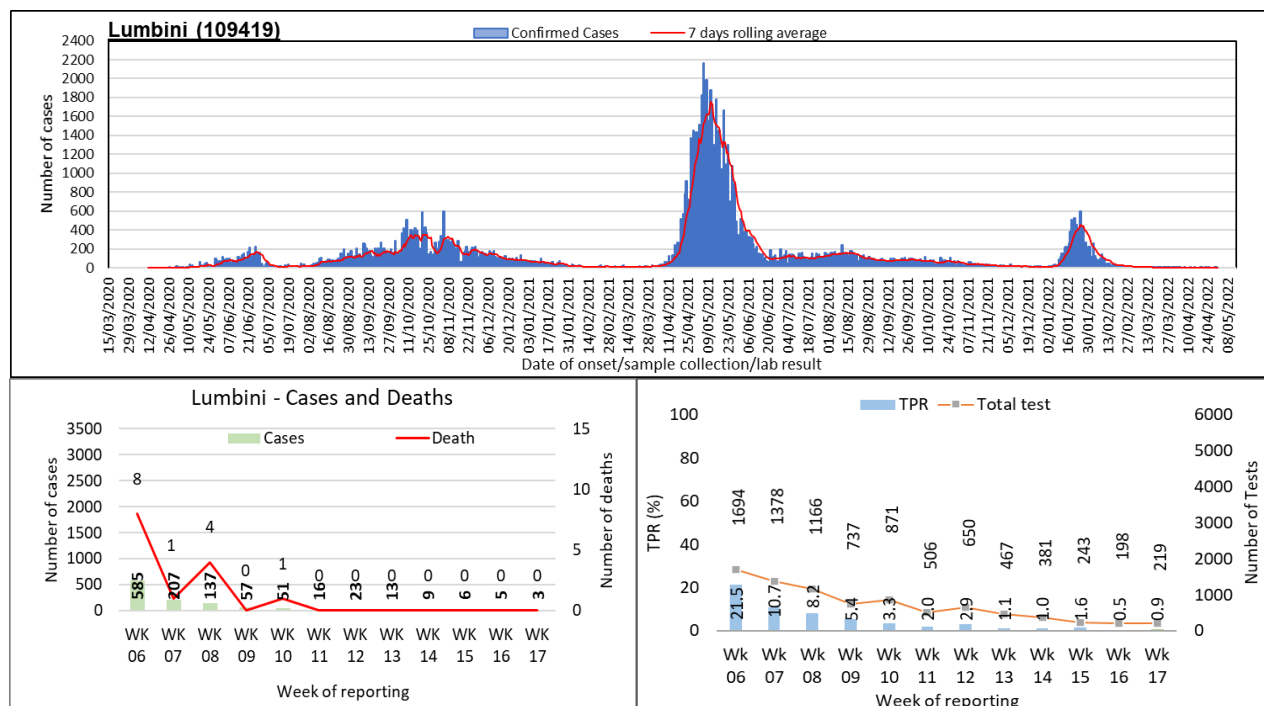 Lumbini (109419)
Confirmed Cases 7 days rolling average
Number of cases
2400
2200
2000
1800
1600
1400
1200
1000
800
600
400
200
0
15/03/2020 29/03/2020 12/04/2020 26/04/2020 10/05/2020 24/05/2020 07/06/2020 21/06/2020 05/07/2020 19/07/2020 02/08/2020 16/08/2020 30/08/2020 13/09/2020 27/09/2020 11/10/2020 25/10/2020 08/11/2020 22/11/2020 06/12/2020 20/12/2020 03/01/2021 17/01/2021 31/01/2021 14/02/2021 28/02/2021 14/03/2021 28/03/2021 11/04/2021 25/04/2021 09/05/2021 23/05/2021 06/06/2021 20/06/2021 04/07/2021 18/07/2021 01/08/2021 15/08/2021 29/08/2021 12/09/2021 26/09/2021 10/10/2021 24/10/2021 07/11/2021 21/11/2021 05/12/2021 19/12/2021 02/01/2022 16/01/2022 30/01/2022 13/02/2022 27/02/2022 13/03/2022 27/03/2022 10/04/2022 24/04/2022 08/05/2022
Date of onset/sample collection/lab result
Lumbini - Cases and Deaths
Cases Death
Number of cases
3500
3000
2500
2000
1500
1000
500
0
8 1 4 0 1 0 0 0 0 0 0 0
585 207 137 57 51 16 23 13 9 6 5 3
15
10
5
0
Number of deaths
WK WK WK WK WK WK WK WK WK WK WK WK
06 07 08 09 10 11 12 13 14 15 16 17
Week of reporting
TPR Total test
TPR (%)
100
80
60
40
20
0
1694 1378 1166 737 871 506 650 467 381 243 198 219
21.5 10.7 8.2 5.4 3.3 2.0 2.9 1.1 1.0 1.6 0.5 0.9
6000
5000
4000
3000
2000
1000
0
Number of Tests
Wk Wk Wk Wk Wk Wk Wk Wk Wk Wk Wk Wk
06 07 08 09 10 11 12 13 14 15 16 17
Week of reporting